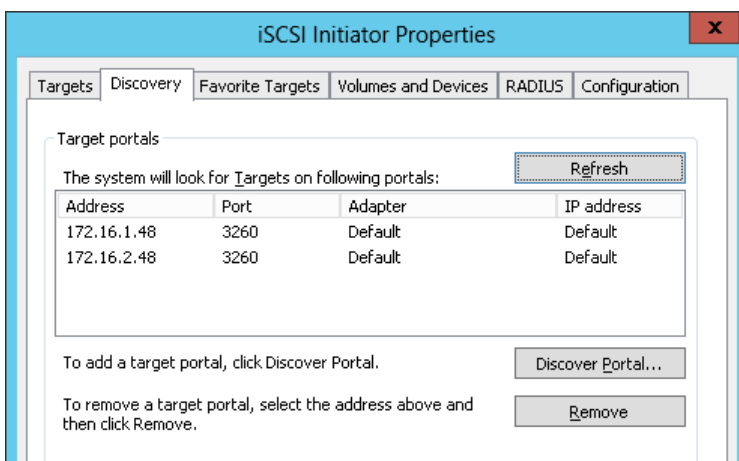 iSCSI Initiator Properties
x
Targets Discovery Favorite Targets Volumes and Devices RADIUS Configuration
Target portals
The system will look for Targets on following portals:
Refresh
Address Port Adapter IP address
172.16.1.48 3260 Default Default
172.16.2.48 3260 Default Default
To add a target portal, click Discover Portal.
Discover Portal...
To remove a target portal, select the address above and
then click Remove.
Remove